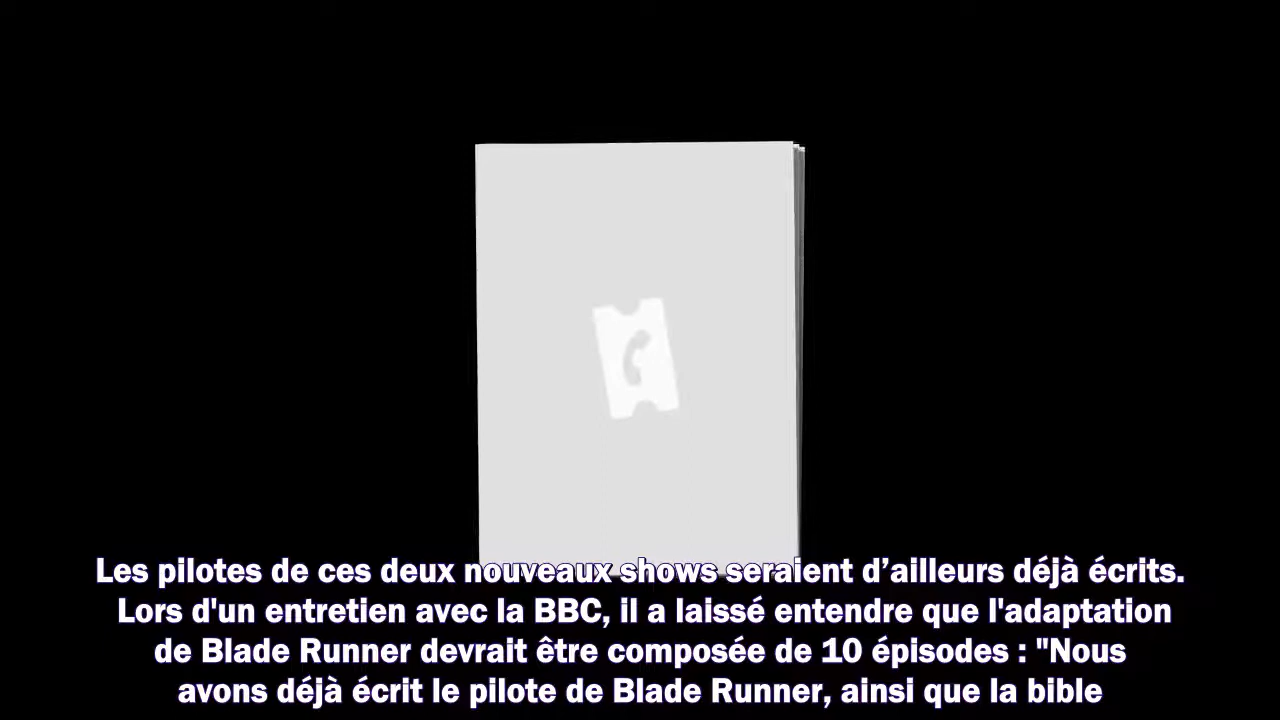 Les pilotes de ces deux nouveaux shows seraient d’ailleurs déjà écrits.
Lors d'un entretien avec la BBC, il a laissé entendre que l'adaptation
de Blade Runner devrait être composée de 10 épisodes : "Nous
avons déjà écrit le pilote de Blade Runner, ainsi que la bible